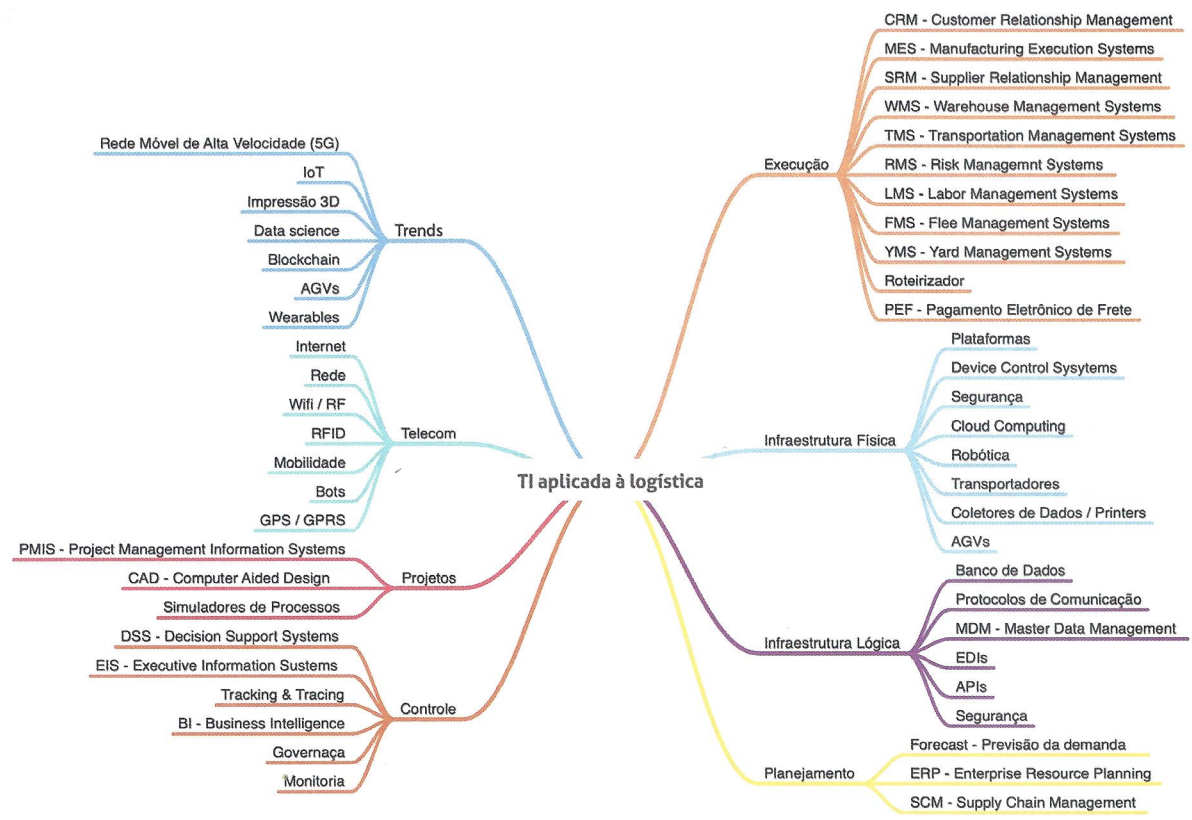 TI aplicada à logística
Trends
Rede Móvel de Alta Velocidade (5G)
IoT
Impressão 3D
Data science
Blockchain
AGVs
Wearables
Telecom
Internet
Rede
Wifi / RF
RFID
Mobilidade
Bots
GPS / GPRS
Projetos
PMIS - Project Management Information Systems
CAD - Computer Aided Design
Simuladores de Processos
Controle
DSS - Decision Support Systems
EIS - Executive Information Sustems
Tracking & Tracing
BI - Business Intelligence
Governaça
Monitoria
Execução
CRM - Customer Relationship Management
MES - Manufacturing Execution Systems
SRM - Supplier Relationship Management
WMS - Warehouse Management Systems
TMS - Transportation Management Systems
RMS - Risk Managemnt Systems
LMS - Labor Management Systems
FMS - Flee Management Systems
YMS - Yard Management Systems
Roteirizador
PEF - Pagamento Eletrônico de Frete
Infraestrutura Física
Plataformas
Device Control Sysytems
Segurança
Cloud Computing
Robótica
Transportadores
Coletores de Dados / Printers
AGVs
Infraestrutura Lógica
Banco de Dados
Protocolos de Comunicação
MDM - Master Data Management
EDIs
APIs
Segurança
Planejamento
Forecast - Previsão da demanda
ERP - Enterprise Resource Planning
SCM - Supply Chain Management